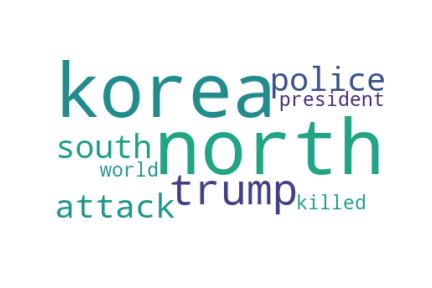 korea
police
president
south
north
world
trump
attack
killed